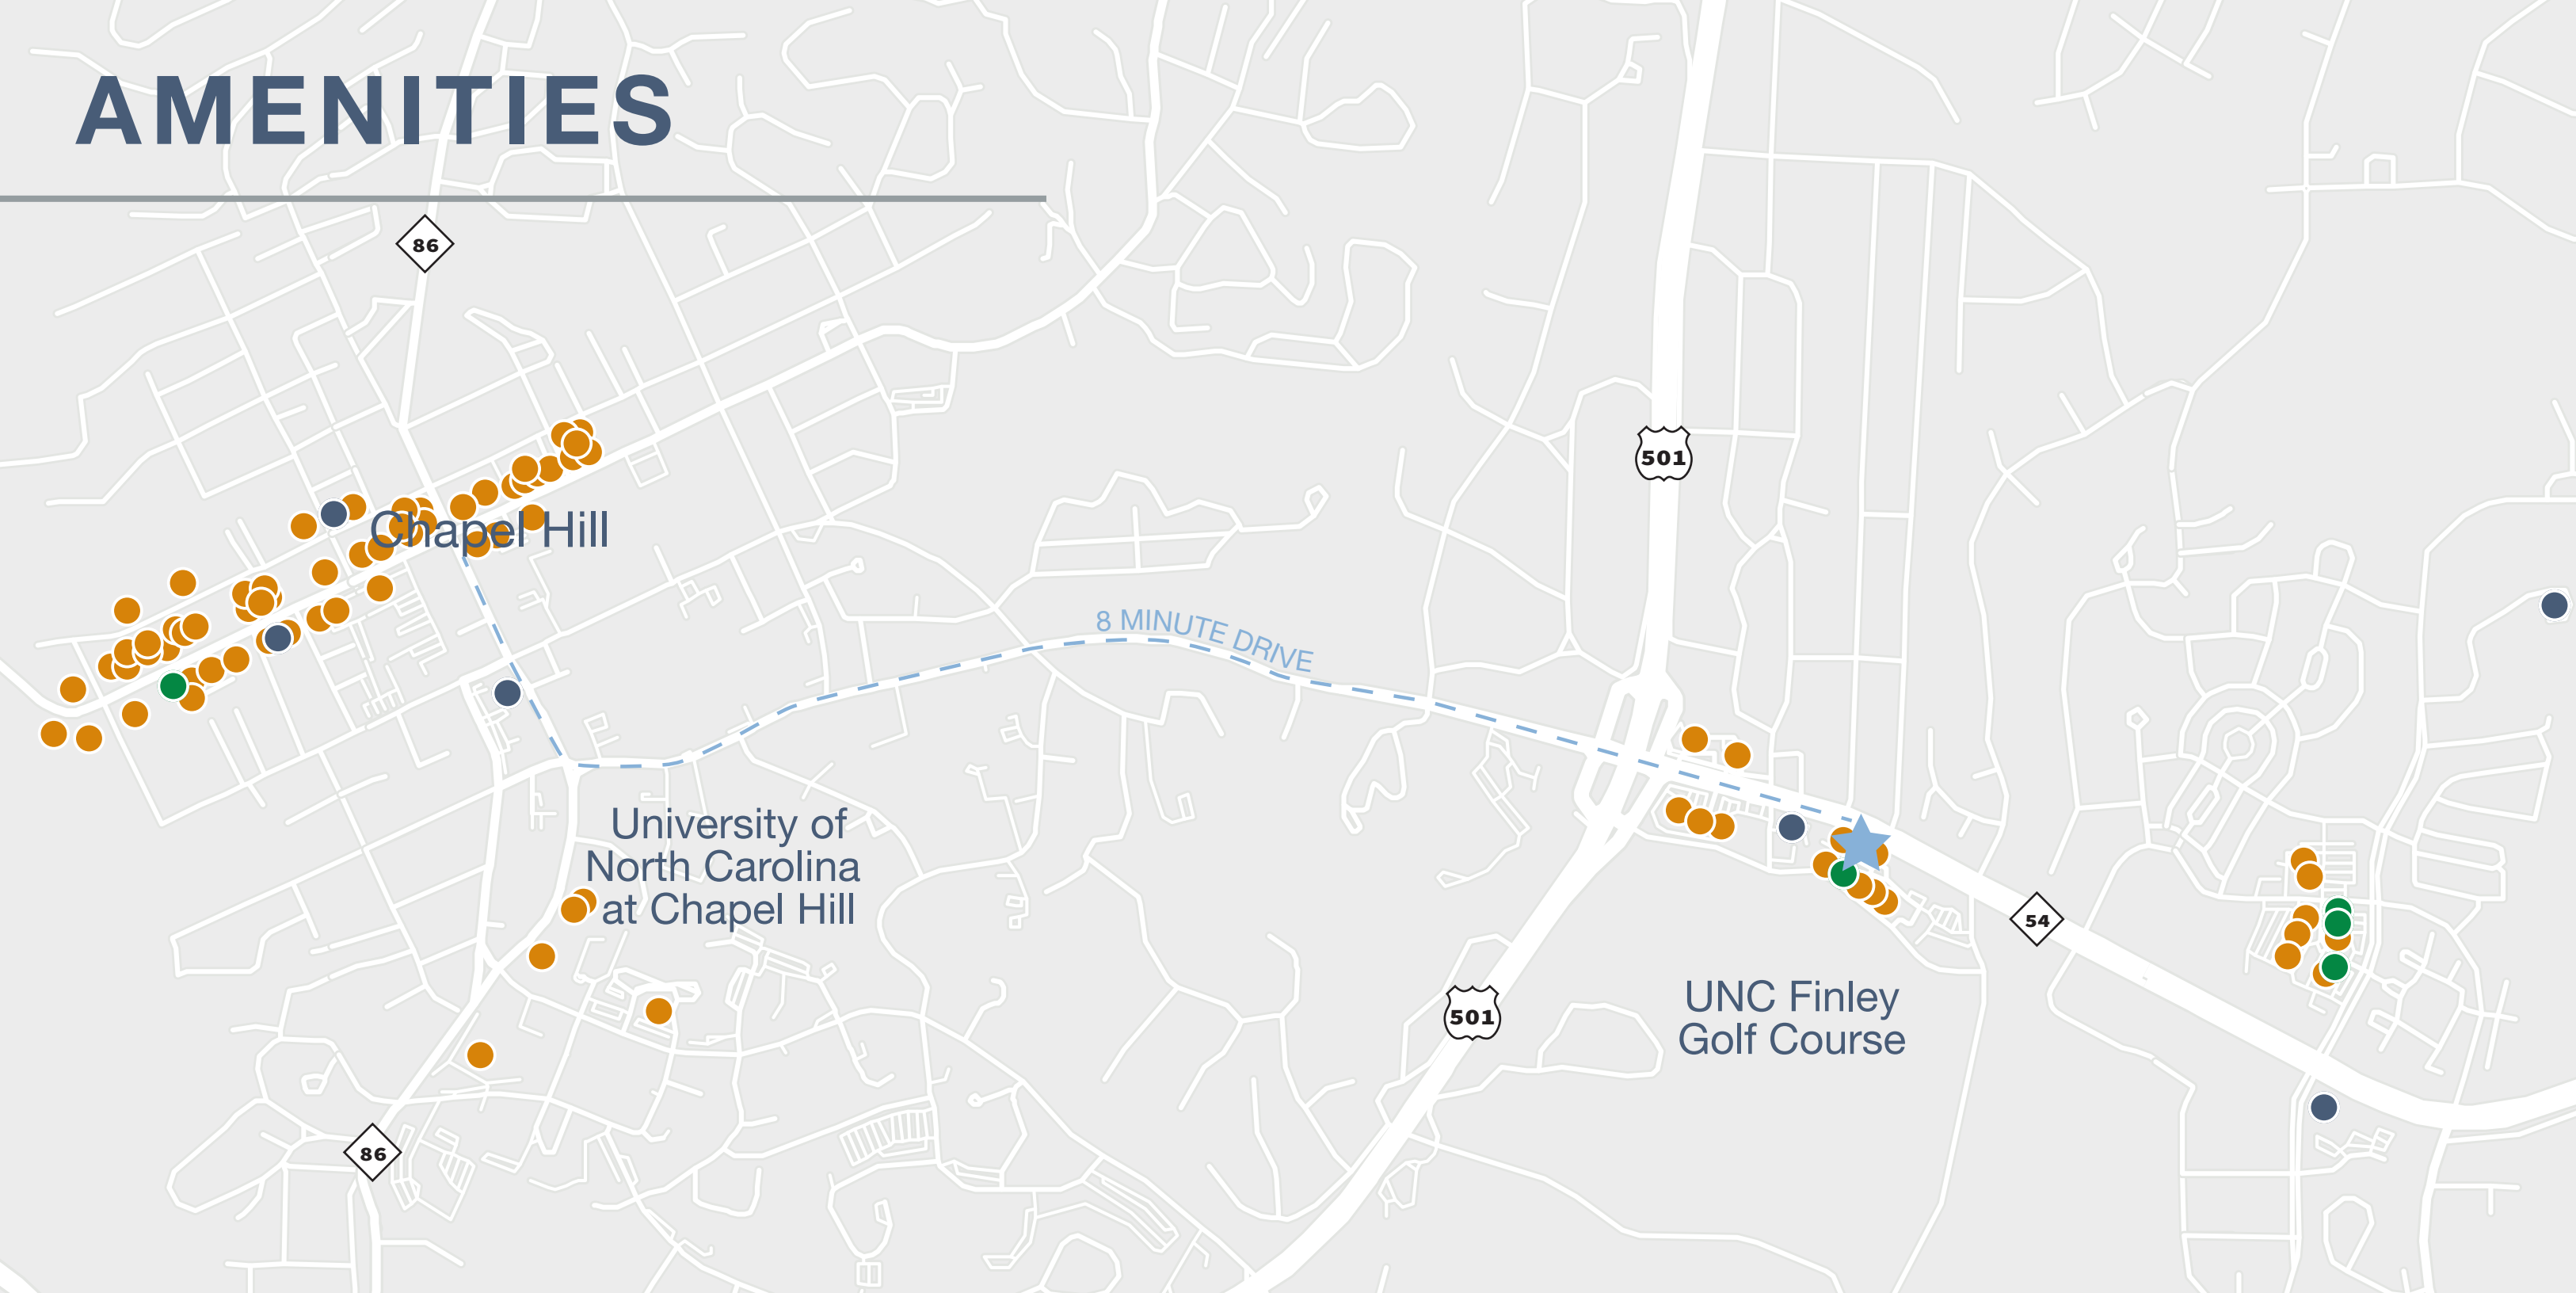 AMENITIES
86
501
Chapel Hill
8 MINUTE DRIVE
University of
North Carolina
at Chapel Hill
54
UNC Finley
Golf Course
501
86